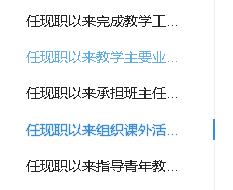 任现职以来完成教学工...
任现职以来教学主要业...
任现职以来承担班主任...
任现职以来组织课外活...
任现职以来指导青年教...